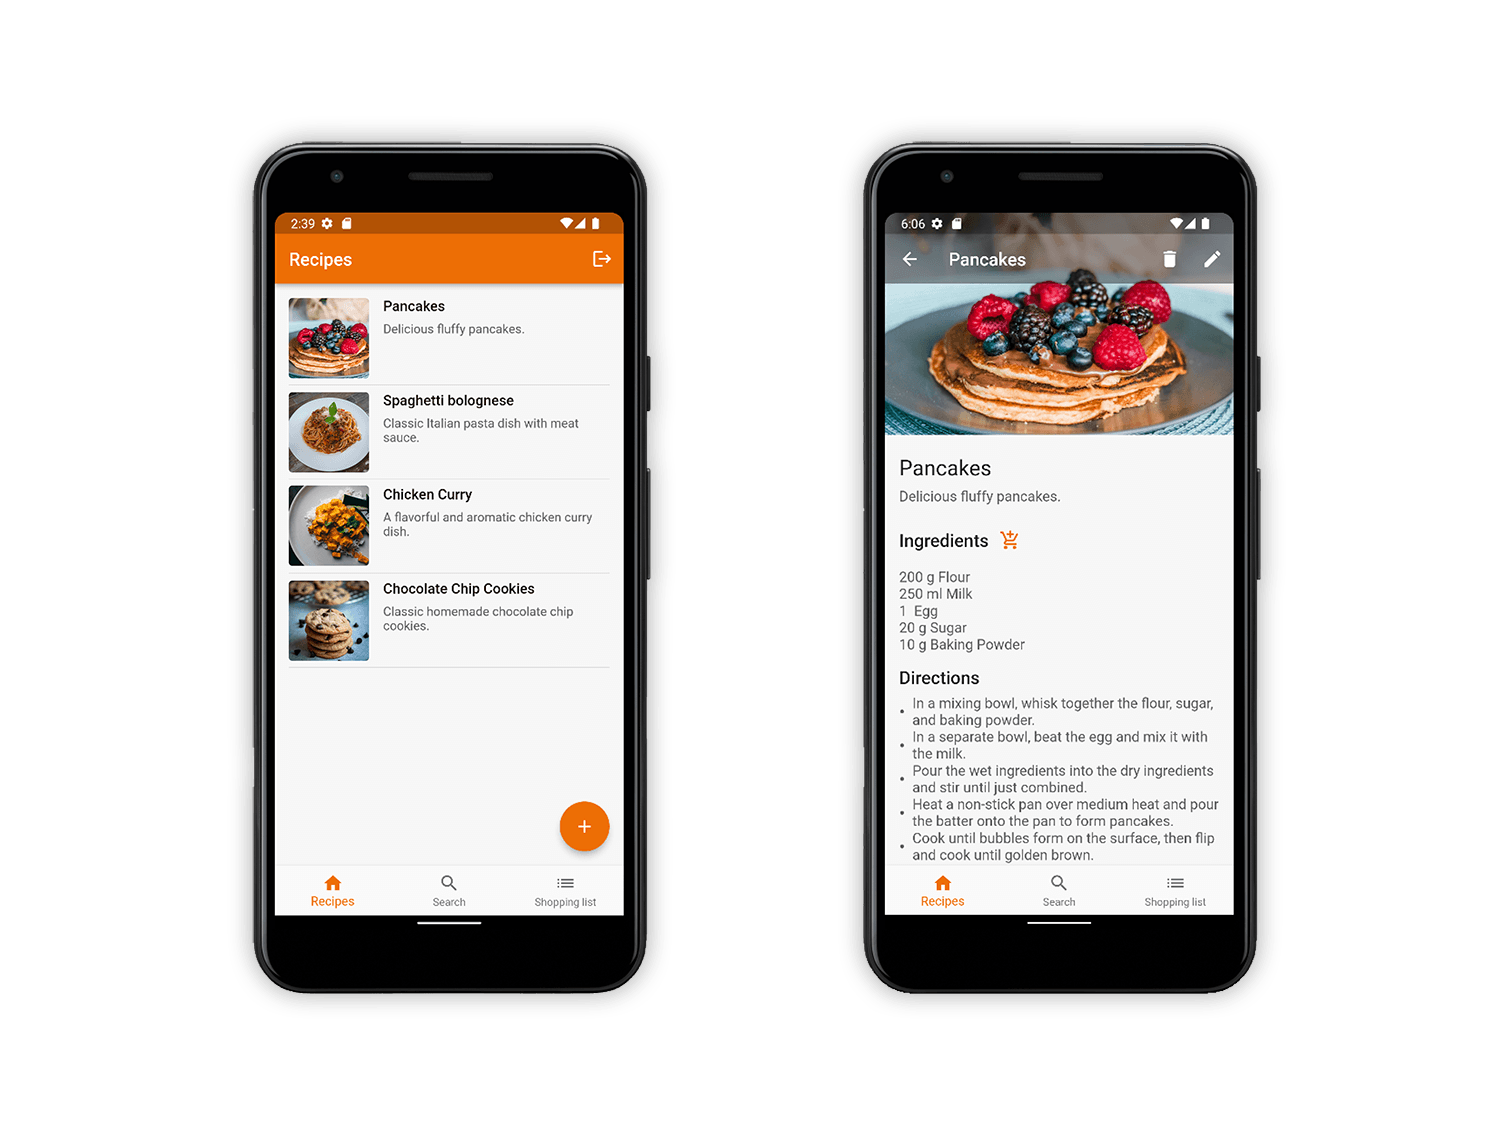 2:39
Recipes
Pancakes
Delicious fluffy pancakes.
Spaghetti bolognese
Classic Italian pasta dish with meat
sauce.
Chicken Curry
A flavorful and aromatic chicken curry
dish.
Chocolate Chip Cookies
Classic homemade chocolate chip
cookies.
Recipes
Search
Shopping list
6:06
Pancakes
Pancakes
Delicious fluffy pancakes.
Ingredients
200 g Flour
250 ml Milk
1 Egg
20 g Sugar
10 g Baking Powder
Directions
• In a mixing bowl, whisk together the flour, sugar,
and baking powder.
• In a separate bowl, beat the egg and mix it with
the milk.
• Pour the wet ingredients into the dry ingredients
and stir until just combined.
• Heat a non-stick pan over medium heat and pour
the batter onto the pan to form pancakes.
• Cook until bubbles form on the surface, then flip
and cook until golden brown.
Recipes
Search
Shopping list